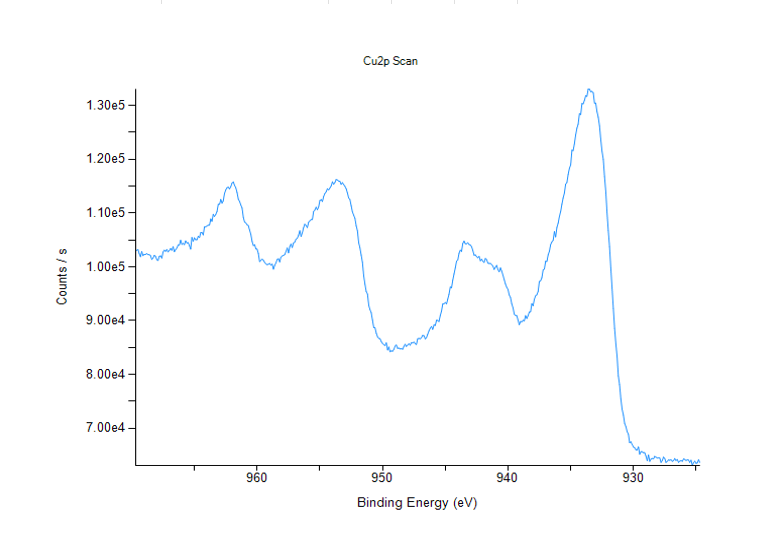 Cu2p Scan
1.30e5
1.20e5
1.10e5
1.00e5
9.00e4
8.00e4
7.00e4
Counts / s
960 950 940 930
Binding Energy (eV)